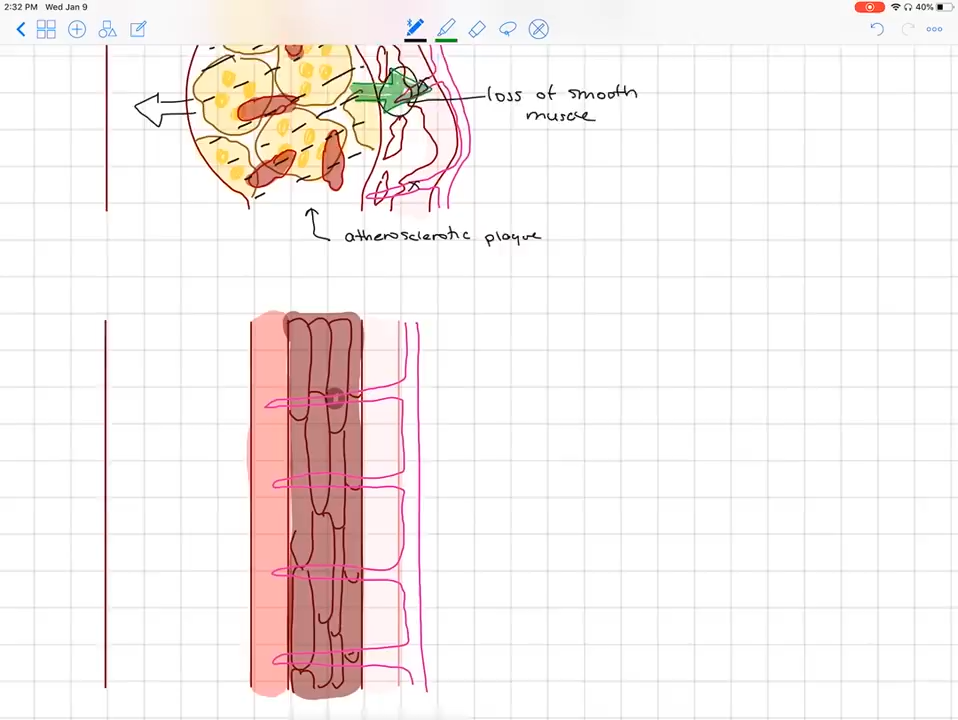 2:32 PM Wed Jan 9
40%
loss of smooth
muscle
atherosclerotic plaque